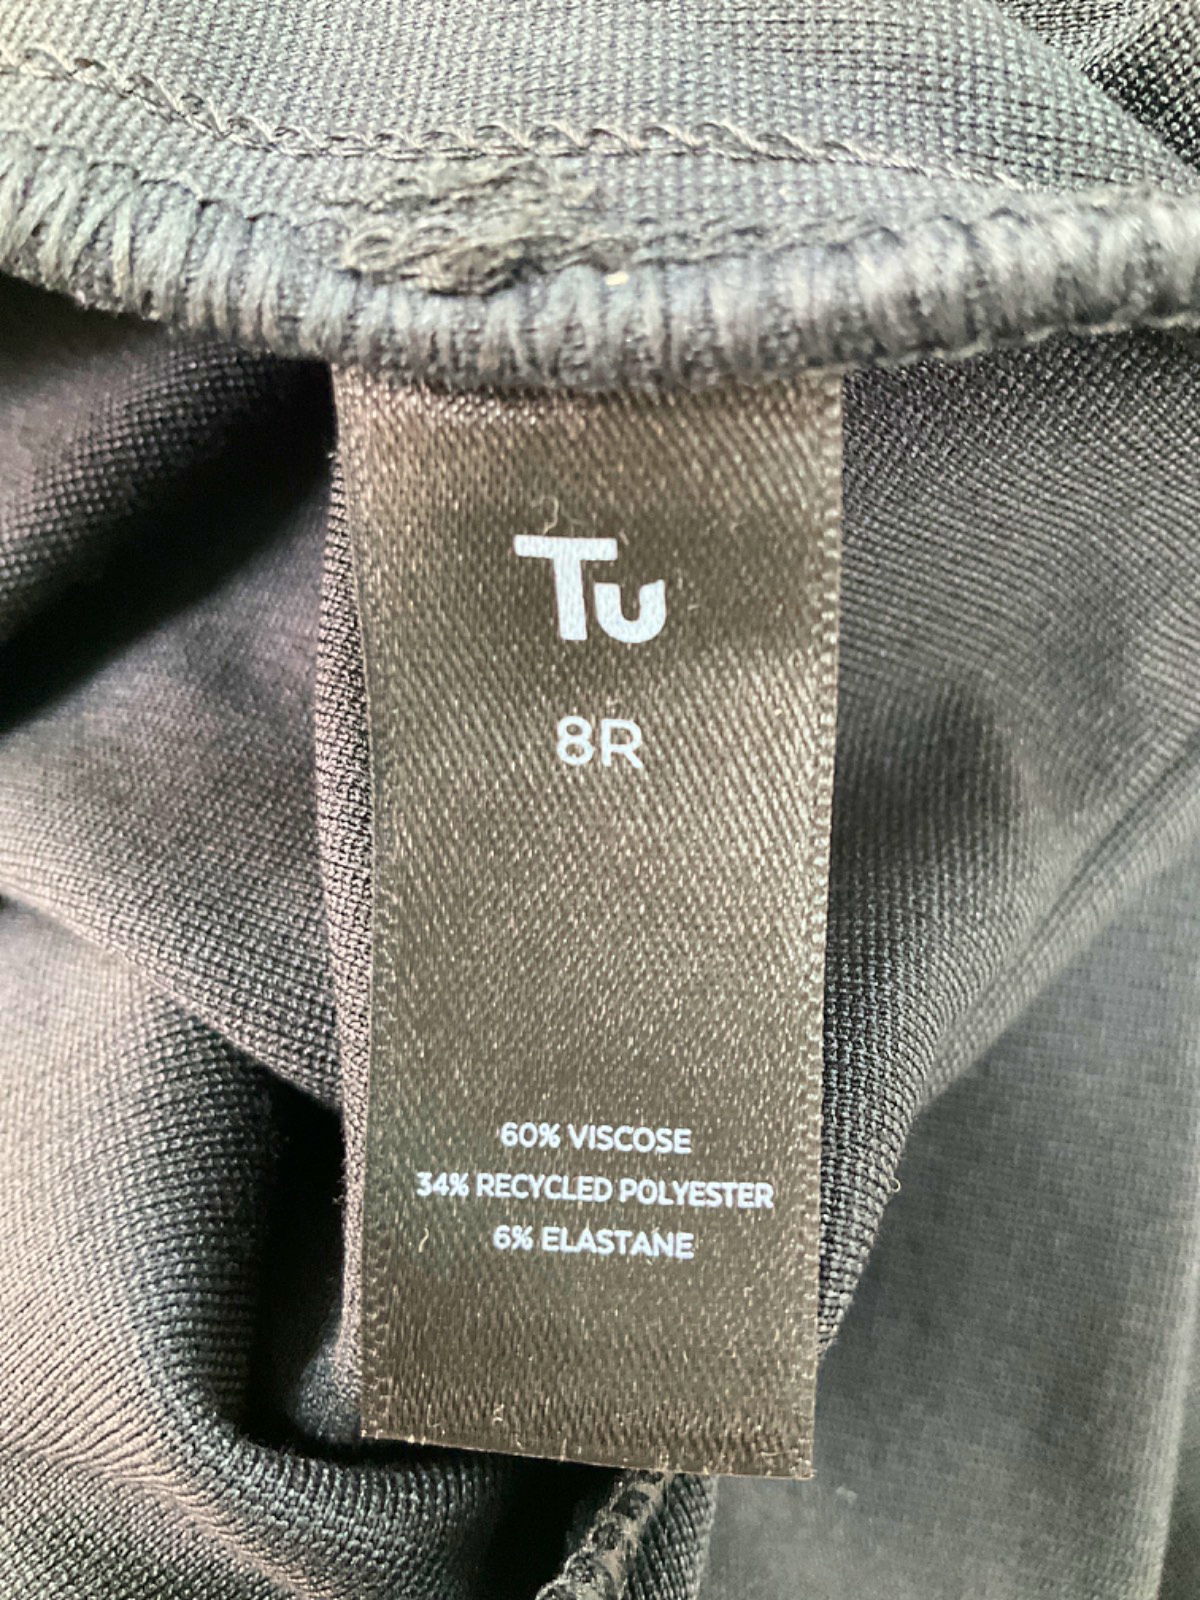 Tu
8R
60% VISCOSE
34% RECYCLED POLYESTER
6% ELASTANE